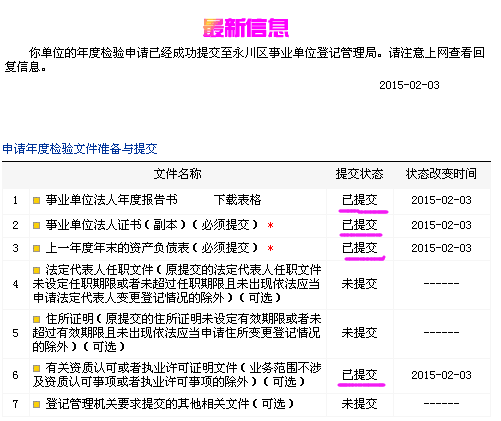 最新信息
你单位的年度检验申请已经成功提交至永川区事业单位登记管理局。请注意上网查看回
复信息。
2015-02-03
申请年度检验文件准备与提交
文件名称 提交状态 状态改变时间
1 事业单位法人年度报告书 下载表格 已提交 2015-02-03
2 事业单位法人证书(副本)(必须提交) * 已提交 2015-02-03
3 上一年度年末的资产负债表(必须提交) * 已提交 2015-02-03
4 法定代表人任职文件(原提交的法定代表人任职文件
未设定任职期限或者未超过任职期限且未出现依法应当
申请法定代表人变更登记情况的除外)(可选) 未提交 ------
5 住所证明(原提交的住所证明未设定有效期限或者未
超过有效期限且未出现依法应当申请住所变更登记情况
的除外)(可选) 未提交 ------
6 有关资质认可或者执业许可证明文件(业务范围不涉
及资质认可事项或者执业许可事项的除外)(可选) 已提交 2015-02-03
7 登记管理机关要求提交的其他相关文件(可选) 未提交 ------